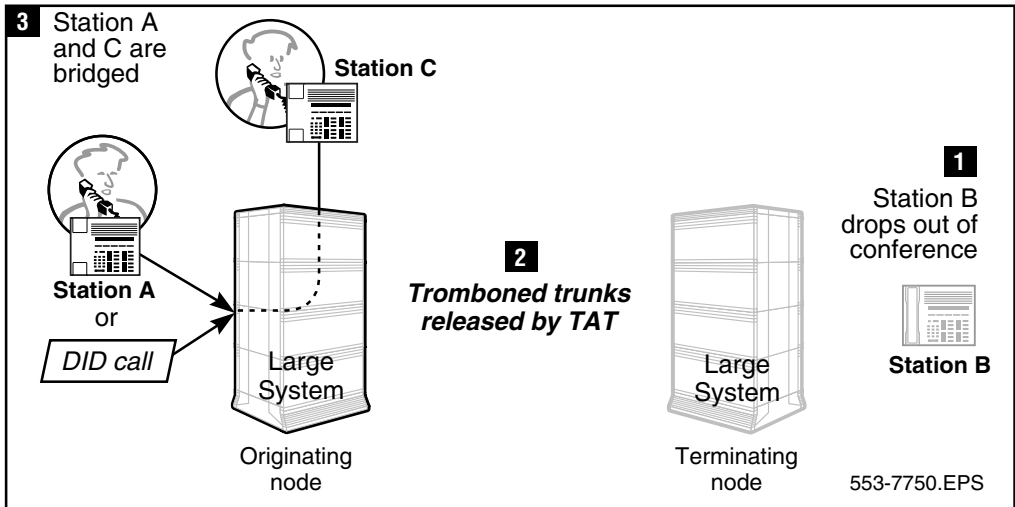 3 Station A
and C are
bridged
Station C
1
Station B
drops out of
conference
2
Tromboned trunks
released by TAT
Station A
or
DID call
Large
System
Large
System
Station B
Originating
node
Terminating
node
553-7750.EPS